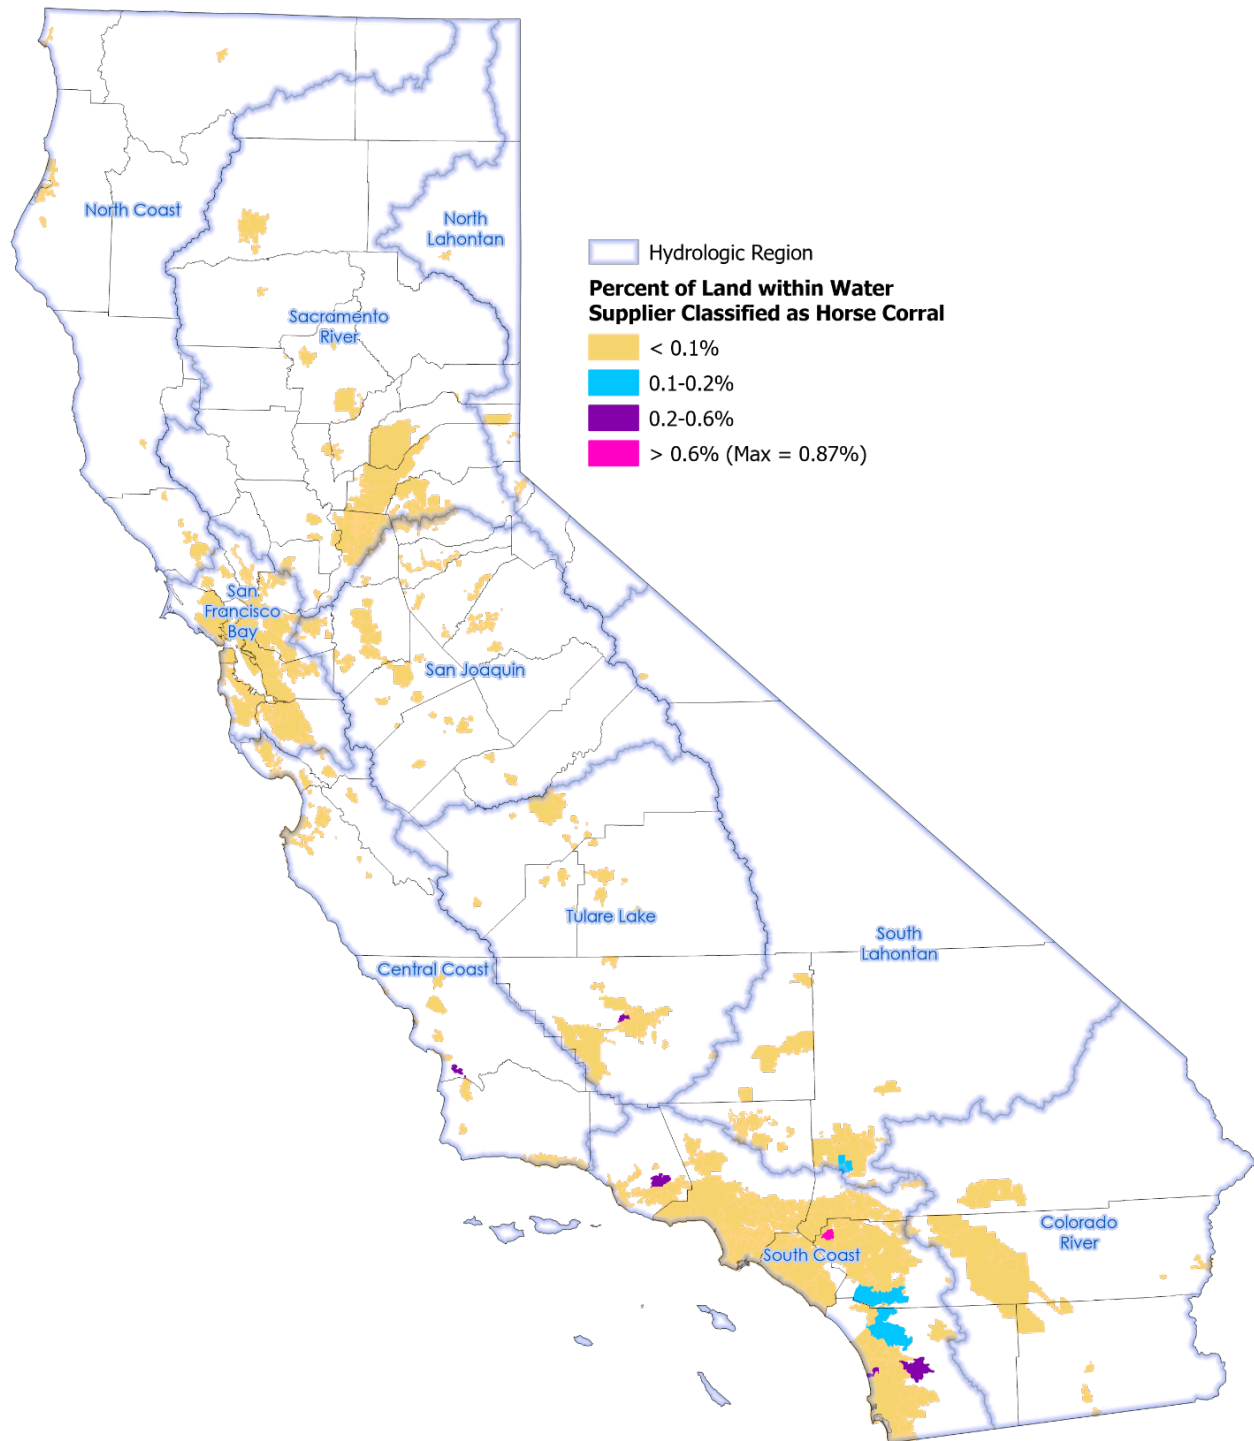 North Coast
North
Lahontan
Hydrologic Region
Percent of Land within Water
Supplier Classified as Horse Corral
< 0.1%
0.1-0.2%
0.2-0.6%
> 0.6% (Max = 0.87%)
Sacramento
River
San
Francisco
Bay
San Joaquin
Tulare Lake
South
Lahontan
Central Coast
Colorado
River
South Coast